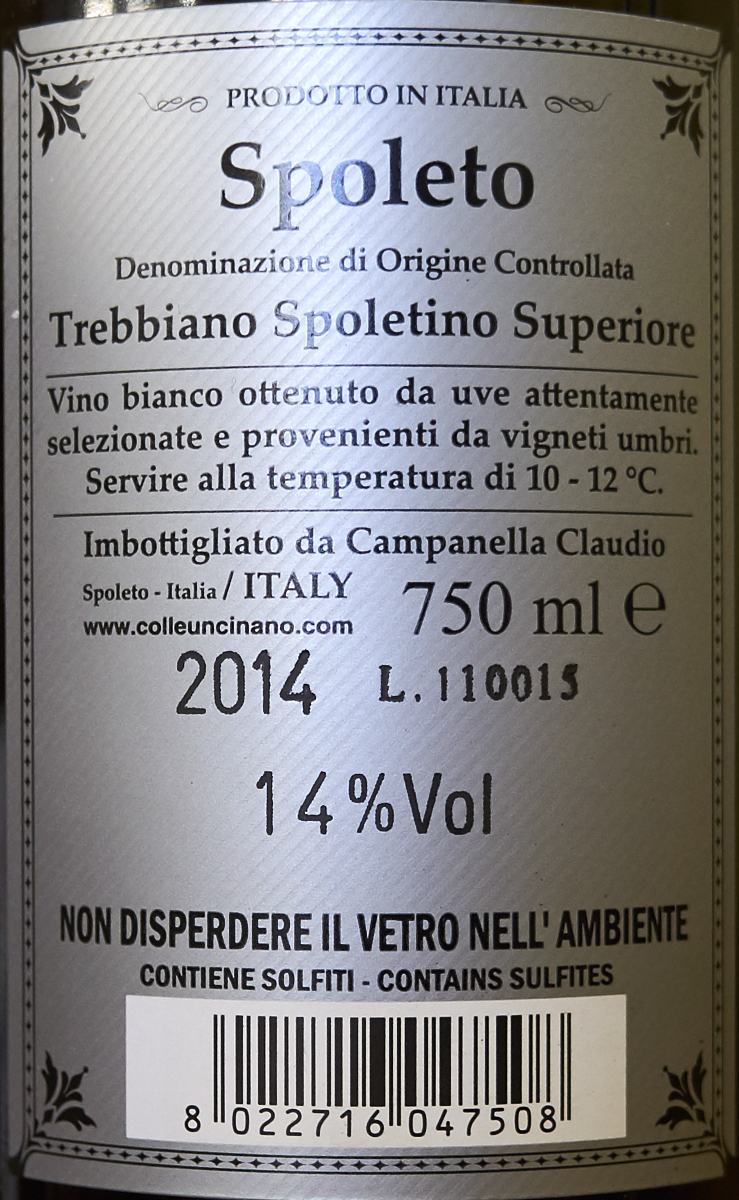 PRODOTTO IN ITALIA
Spoleto
Denominazione di Origine Controllata
Trebbiano Spoletino Superiore
Vino bianco ottenuto da uve attentamente
selezionate e provenienti da vigneti umbri.
Servire alla temperatura di 10 - 12 °C.
Imbottigliato da Campanella Claudio
Spoleto - Italia / ITALY
www.colleuncinano.com
750 ml e
2014 L. 110015
14%Vol
NON DISPERDERE IL VETRO NELL' AMBIENTE
CONTIENE SOLFITI - CONTAINS SULFITES
8 022716 047508